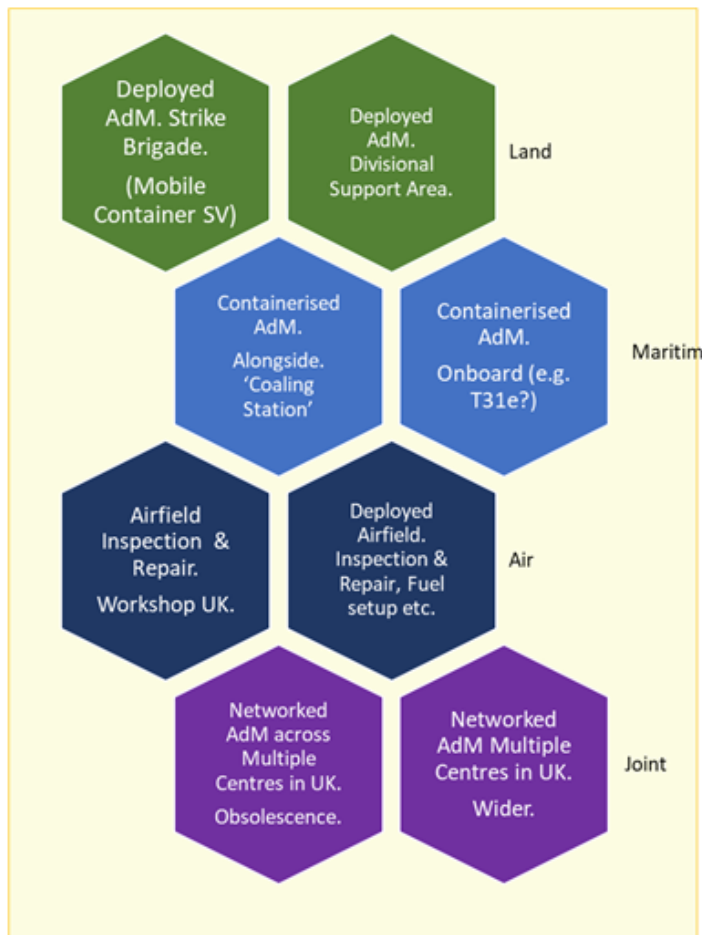 Deployed
AdM. Strike
Brigade.
(Mobile
Container SV)
Deployed
AdM.
Divisional
Support Area.
Land
Containerised
AdM.
Alongside.
‘Coaling
Station’
Containerised
AdM.
Onboard (e.g.
T31e?)
Maritim
Airfield
Inspection &
Repair.
Workshop UK.
Deployed
Airfield.
Inspection &
Repair, Fuel
setup etc.
Air
Networked
AdM across
Multiple
Centres in UK.
Obsolescence.
Networked
AdM Multiple
Centres in UK.
Wider.
Joint